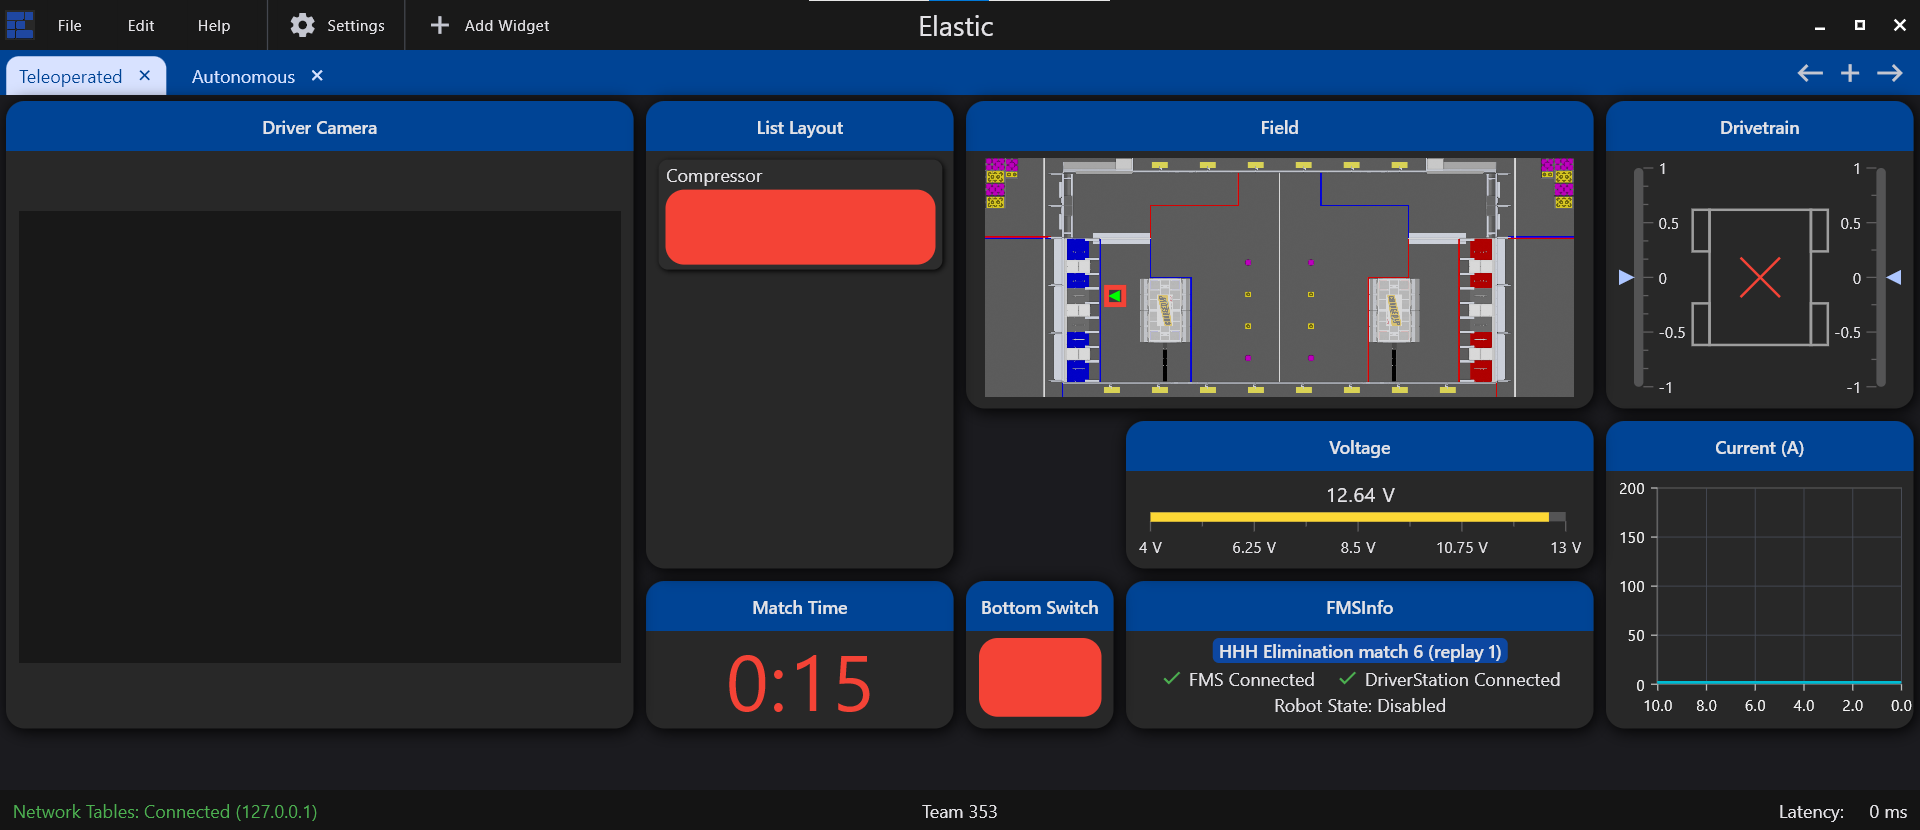 File Edit Help Settings Add Widget Elastic
Teleoperated Autonomous
Driver Camera
List Layout
Compressor
Field
Drivetrain
1 1
0.5 0.5
0 0
-0.5 -0.5
-1 -1
Voltage
12.64 V
4 V 6.25 V 8.5 V 10.75 V 13 V
Current (A)
200
150
100
50
0
10.0 8.0 6.0 4.0 2.0 0.0
Match Time
0:15
Bottom Switch
FMSInfo
HHH Elimination match 6 (replay 1)
FMS Connected DriverStation Connected
Robot State: Disabled
Network Tables: Connected (127.0.0.1) Team 353 Latency: 0 ms